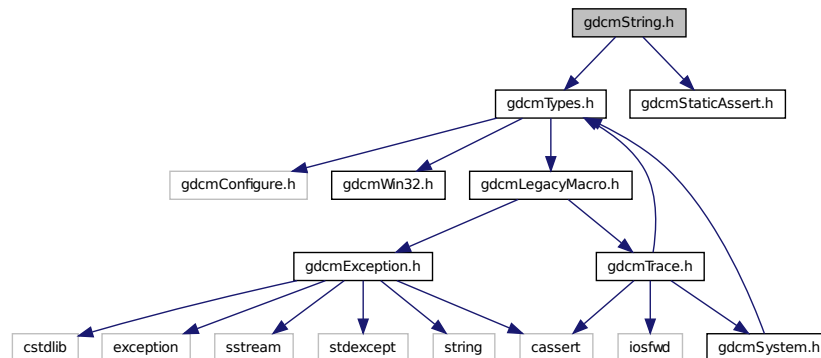 gdcmString.h
gdcmTypes.h
gdcmStaticAssert.h
gdcmConfigure.h
gdcmWin32.h
gdcmLegacyMacro.h
gdcmException.h
gdcmTrace.h
cstdlib
exception
sstream
stdexcept
string
cassert
iosfwd
gdcmSystem.h